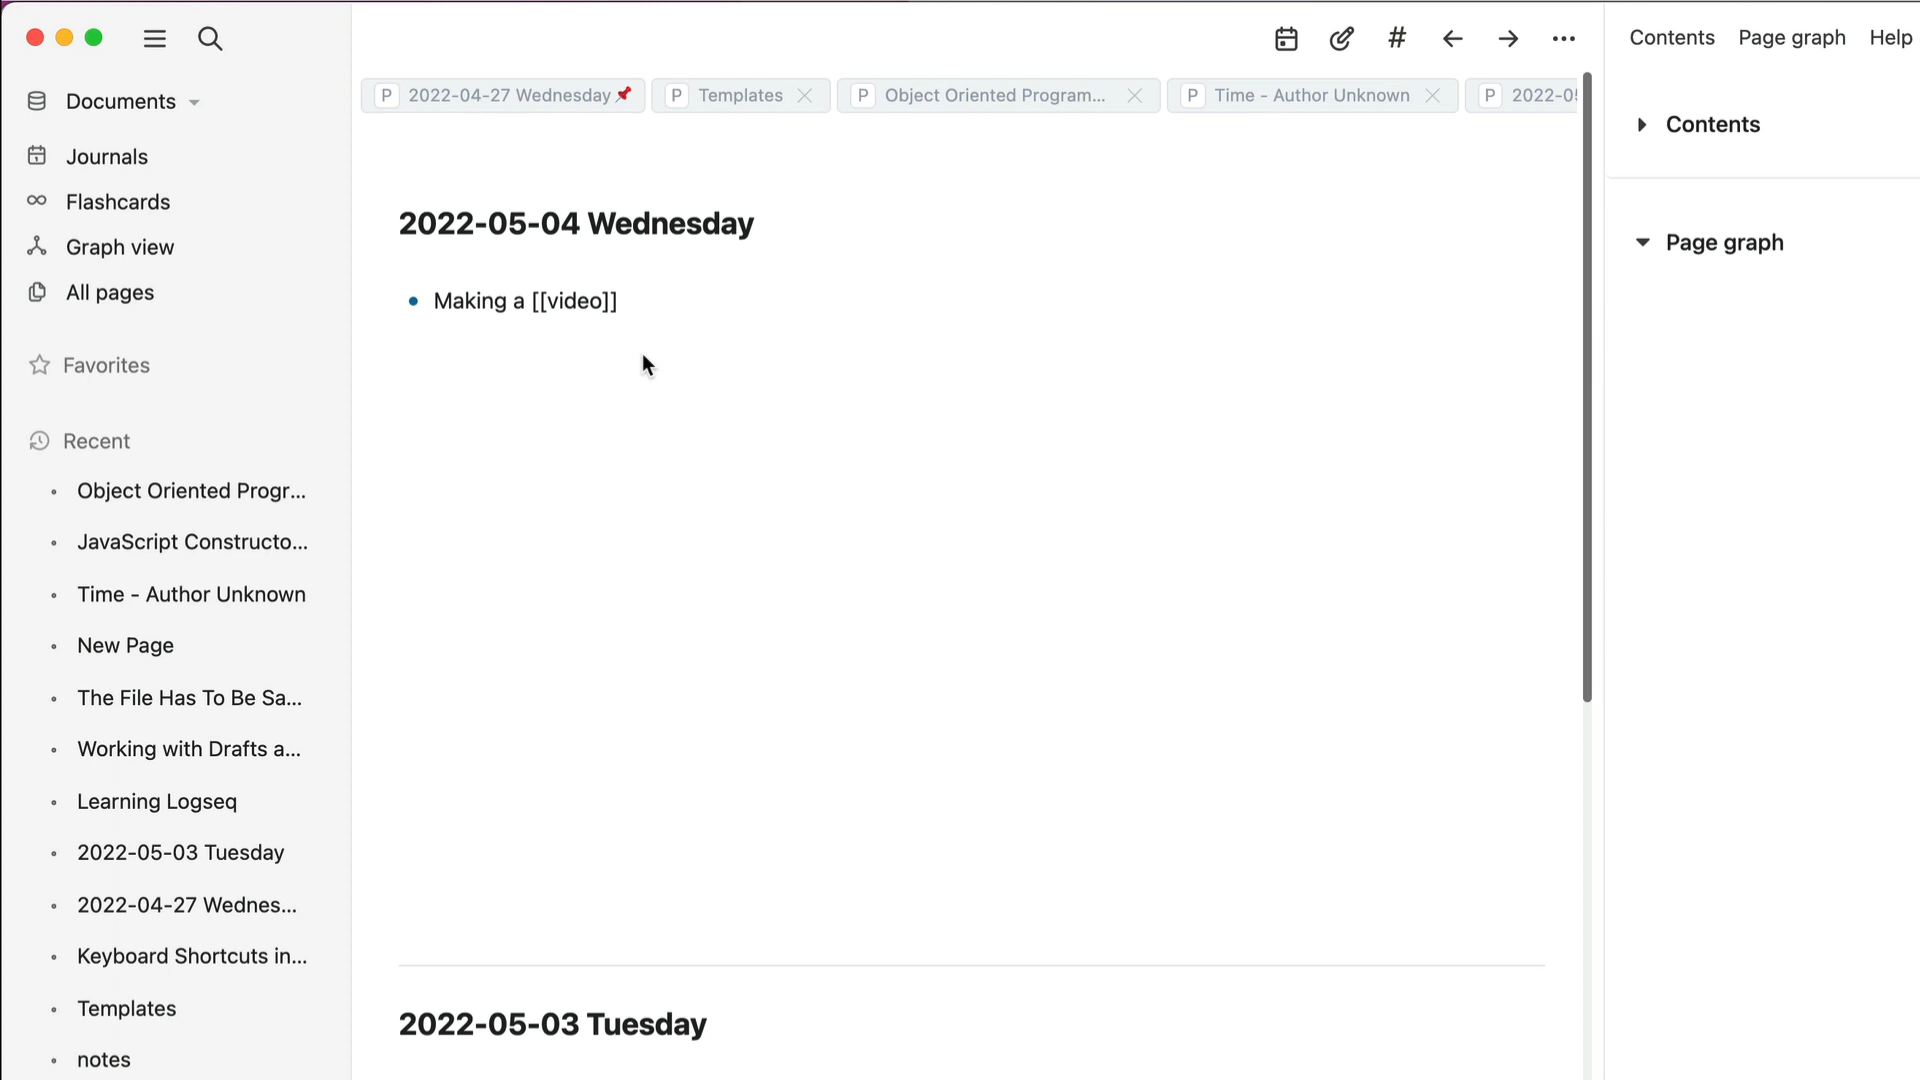 Contents Page graph Help
Documents
P 2022-04-27 Wednesday
P Templates
P Object Oriented Program...
P Time - Author Unknown
P
Journals
Flashcards
Graph view
All pages
Favorites
Recent
Object Oriented Progr...
JavaScript Constructo...
Time - Author Unknown
New Page
The File Has To Be Sa...
Working with Drafts a...
Learning Logseq
2022-05-03 Tuesday
2022-04-27 Wednes...
Keyboard Shortcuts in...
Templates
notes
2022-05-04 Wednesday
Making a [[video]]
2022-05-03 Tuesday
Contents
Page graph